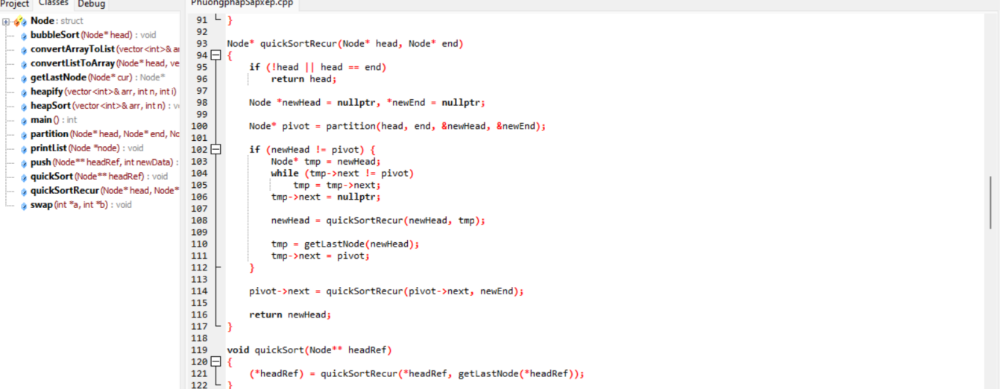 Project Classes Debug
Node : struct
bubbleSort (Node* head) : void
convertArrayToList (vector<int>& ar
convertListToArray (Node* head, ve
getLastNode (Node* cur) : Node*
heapify (vector<int>& arr, int n, int i)
heapSort (vector<int>& arr, int n) : v
main () : int
partition (Node* head, Node* end, No
printList (Node *node) : void
push (Node** headRef, int newData) :
quickSort (Node** headRef) : void
quickSortRecur (Node* head, Node*
swap (int *a, int *b) : void
PhuongphapSapxep.cpp
91 }
92
93 Node* quickSortRecur(Node* head, Node* end)
94 {
95 if (!head || head == end)
96 return head;
97
98 Node *newHead = nullptr, *newEnd = nullptr;
99
100 Node* pivot = partition(head, end, &newHead, &newEnd);
101
102 if (newHead != pivot) {
103 Node* tmp = newHead;
104 while (tmp->next != pivot)
105 tmp = tmp->next;
106 tmp->next = nullptr;
107
108 newHead = quickSortRecur(newHead, tmp);
109
110 tmp = getLastNode(newHead);
111 tmp->next = pivot;
112 }
113
114 pivot->next = quickSortRecur(pivot->next, newEnd);
115
116 return newHead;
117 }
118
119 void quickSort(Node** headRef)
120 {
121 (*headRef) = quickSortRecur(*headRef, getLastNode(*headRef));
122 }